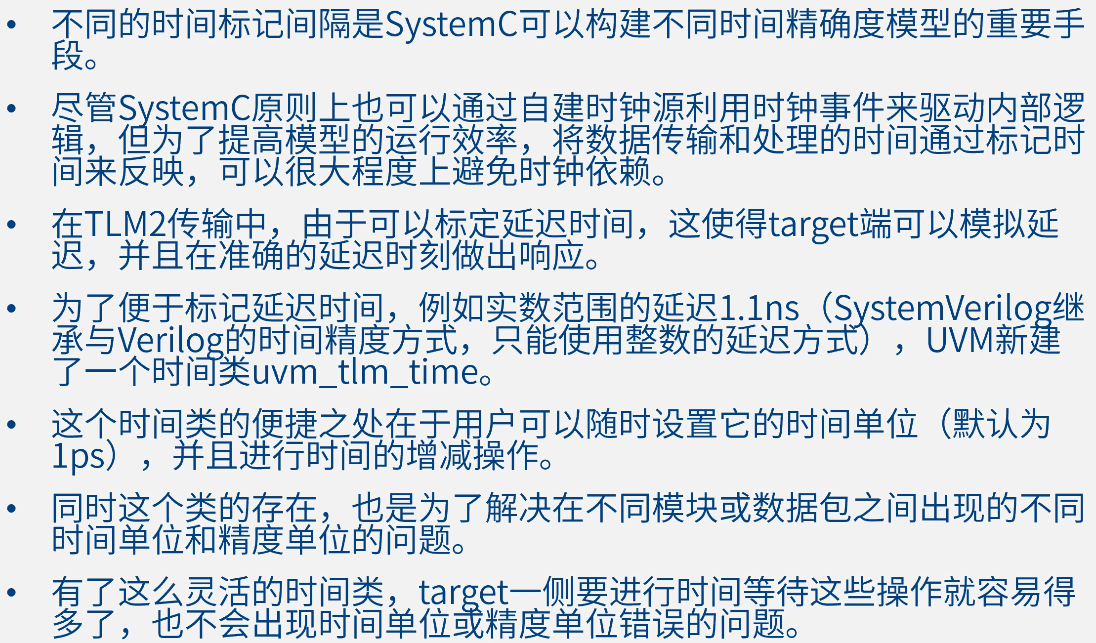 • 不同的时间标记间隔是SystemC可以构建不同时间精确度模型的重要手
段。
• 尽管SystemC原则上也可以通过自建时钟源利用时钟事件来驱动内部逻
辑，但为了提高模型的运行效率，将数据传输和处理的时间通过标记时
间来反映，可以很大程度上避免时钟依赖。
• 在TLM2传输中，由于可以标定延迟时间，这使得target端可以模拟延
迟，并且在准确的延迟时刻做出响应。
• 为了便于标记延迟时间，例如实数范围的延迟1.1ns（SystemVerilog继
承与Verilog的时间精度方式，只能使用整数的延迟方式），UVM新建
了一个时间类uvm_tlm_time。
• 这个时间类的便捷之处在于用户可以随时设置它的时间单位（默认为
1ps），并且进行时间的增减操作。
• 同时这个类的存在，也是为了解决在不同模块或数据包之间出现的不同
时间单位和精度单位的问题。
• 有了这么灵活的时间类，target一侧要进行时间等待这些操作就容易得
多了，也不会出现时间单位或精度单位错误的问题。